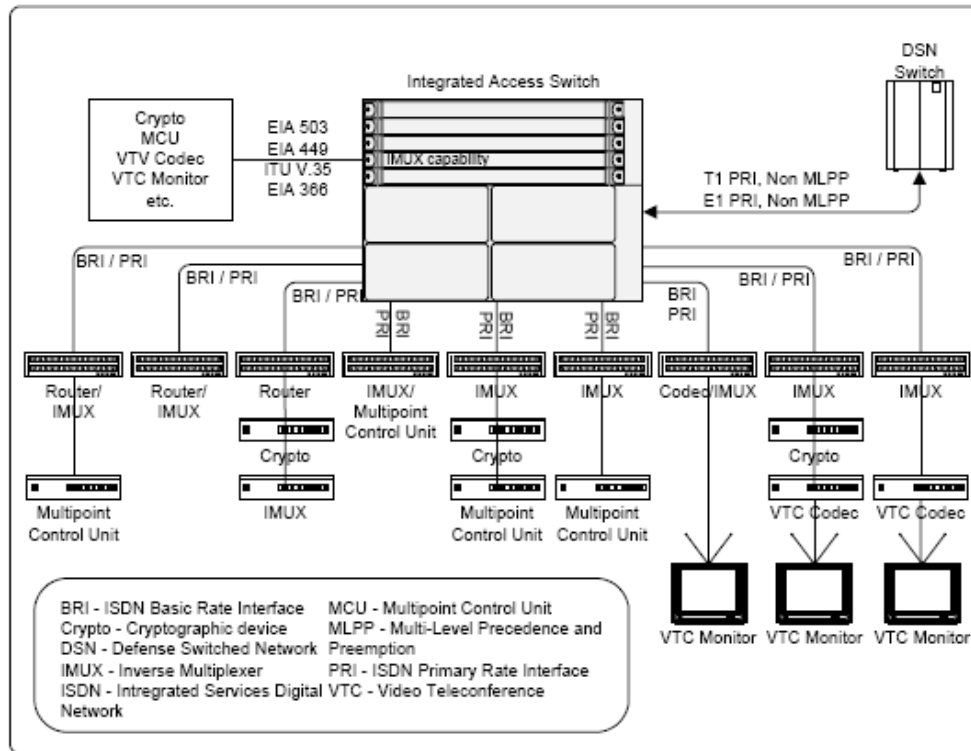 DSN
Switch
Integrated Access Switch
Crypto
MCU
VTV Codec
VTC Monitor
etc.
EIA 503
EIA 449
ITU V.35
EIA 366
IMUX capability
T1 PRI, Non MLPP
E1 PRI, Non MLPP
BRI / PRI
BRI / PRI
BRI / PRI
PRI
BRI
PRI
BRI
PRI
BRI
BRI
PRI
BRI / PRI
BRI / PRI
Router/
IMUX
Router/
IMUX
Router
IMUX/
Multipoint
Control Unit
IMUX
IMUX
Codec/IMUX
IMUX
IMUX
Crypto
Crypto
Crypto
Multipoint
Control Unit
IMUX
Multipoint
Control Unit
Multipoint
Control Unit
VTC Codec
VTC Codec
VTC Monitor
VTC Monitor
VTC Monitor
BRI - ISDN Basic Rate Interface
Crypto - Cryptographic device
DSN - Defense Switched Network
IMUX - Inverse Multiplexer
ISDN - Intregrated Services Digital
Network
MCU - Multipoint Control Unit
MLPP - Multi-Level Precedence and
Preemption
PRI - ISDN Primary Rate Interface
VTC - Video Teleconference